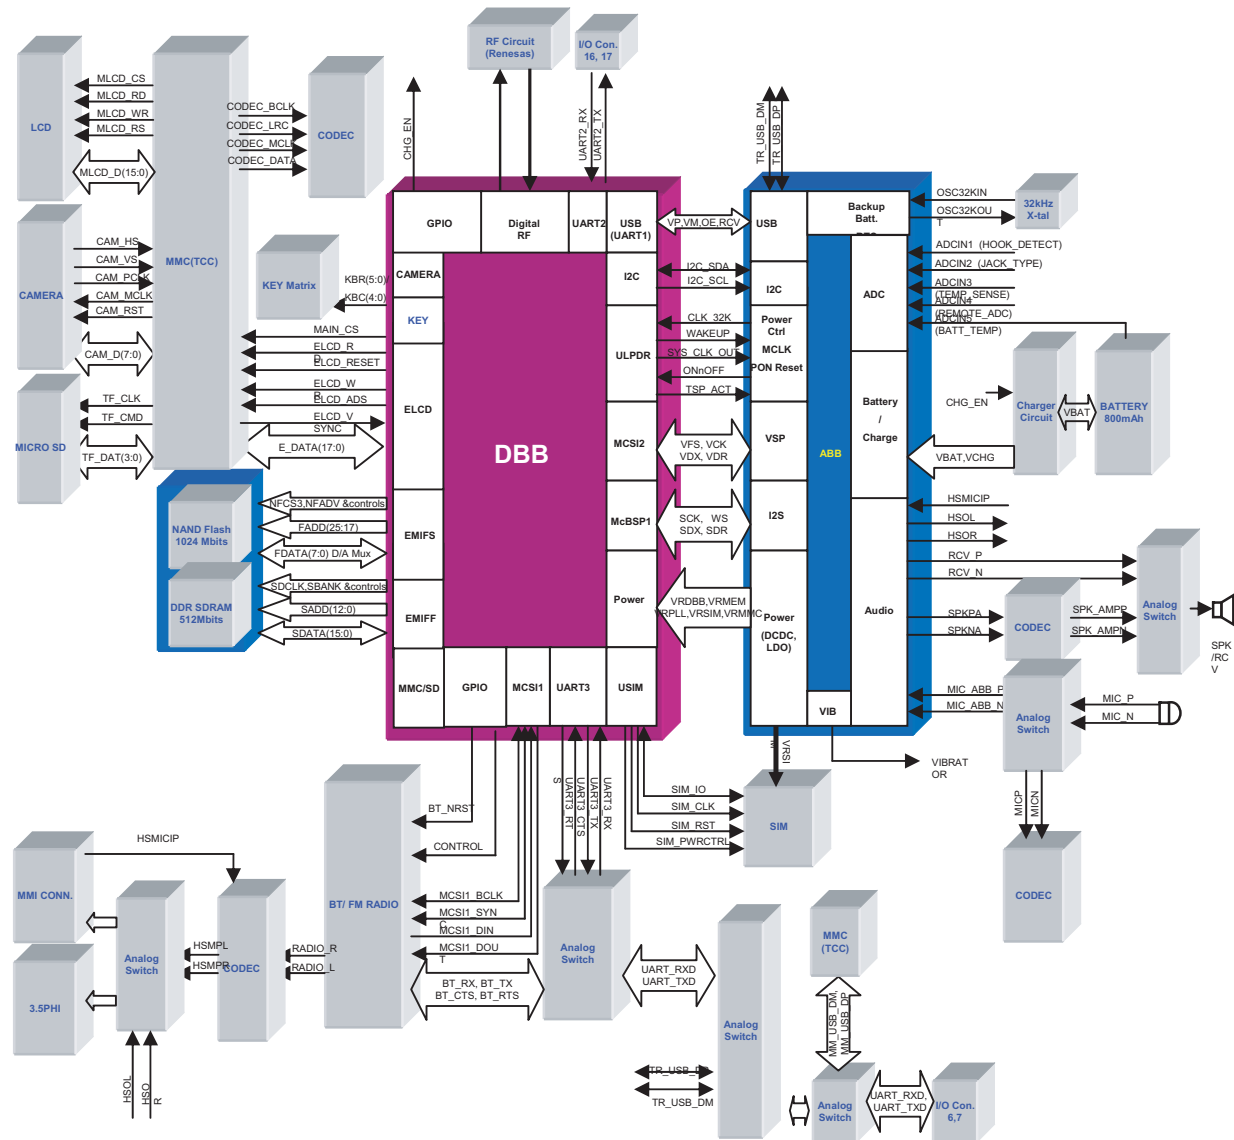 RF Circuit
(Renesas)
I/O Con.
16, 17
LCD
MLCD_CS
MLCD_RD
MLCD_WR
MLCD_RS
MLCD_D(15:0)
MMC(TCC)
CODEC_BCLK
CODEC_LRC
CODEC_MCLK
CODEC_DATA
CODEC
CHG_EN
UART2_RX
UART2_TX
TR_USB_DM
TR_USB_DP
CAMERA
CAM_HS
CAM_VS
CAM_PCLK
CAM_MCLK
CAM_RST
CAM_D(7:0)
MICRO SD
TF_CLK
TF_CMD
TF_DAT(3:0)
KEY Matrix
KBR(5:0)/
KBC(4:0)
MAIN_CS
ELCD_R
D
ELCD_RESET
ELCD_W
R
ELCD_ADS
ELCD_V
SYNC
E_DATA(17:0)
NAND Flash
1024 Mbits
DDR SDRAM
512Mbits
NFCS3,NFADV &controls
FADD(25:17)
FDATA(7:0) D/A Mux
SDCLK,SBANK &controls
SADD(12:0)
SDATA(15:0)
GPIO
Digital
RF
UART2
USB
(UART1)
CAMERA
KEY
ELCD
EMIFS
EMIFF
MMC/SD
GPIO
MCSI1
UART3
USIM
DBB
I2C
ULPDR
MCSI2
McBSP1
Power
VP,VM,OE,RCV
I2C_SDA
I2C_SCL
CLK_32K
WAKEUP
SYS_CLK_OUT
ONnOFF
TSP_ACT
VFS, VCK
VDX, VDR
SCK, WS
SDX, SDR
VRDBB,VRMEM
VRPLL,VRSIM,VRMMC
USB
Backup
Batt.
I2C
Power
Ctrl
MCLK
PON Reset
VSP
I2S
Power
(DCDC,
LDO)
ABB
VIB
ADC
Battery
/
Charge
Audio
OSC32KIN
OSC32KOU
T
32kHz
X-tal
ADCIN1 (HOOK_DETECT)
ADCIN2 (JACK_TYPE)
ADCIN3
(TEMP_SENSE)
ADCIN4
(REMOTE_ADC)
ADCIN5
(BATT_TEMP)
CHG_EN
Charger
Circuit
VBAT
BATTERY
800mAh
VBAT,VCHG
HSMICIP
HSOL
HSOR
RCV_P
RCV_N
SPKPA
SPKNA
CODEC
SPK_AMPP
SPK_AMPN
Analog
Switch
SPK
/RC
V
MIC_ABB_P
MIC_ABB_N
Analog
Switch
MIC_P
MIC_N
MICP
MICN
CODEC
VIBRAT
OR
VRSI
M
SIM
SIM_IO
SIM_CLK
SIM_RST
SIM_PWRCTRL
UART3_RT
S
UART3_CTS
UART3_TX
UART3_RX
BT_NRST
CONTROL
MCSI1_BCLK
MCSI1_SYN
C
MCSI1_DIN
MCSI1_DOU
T
BT/ FM RADIO
BT_RX, BT_TX
BT_CTS, BT_RTS
Analog
Switch
UART_RXD
UART_TXD
Analog
Switch
TR_USB_DP
TR_USB_DM
MMC
(TCC)
MM_USB_DM,
MM_USB_DP
Analog
Switch
UART_RXD,
UART_TXD
I/O Con.
6,7
HSMICIP
MMI CONN.
3.5PHI
Analog
Switch
HSMPL
HSMPR
CODEC
RADIO_R
RADIO_L
HSOL
HSO
R